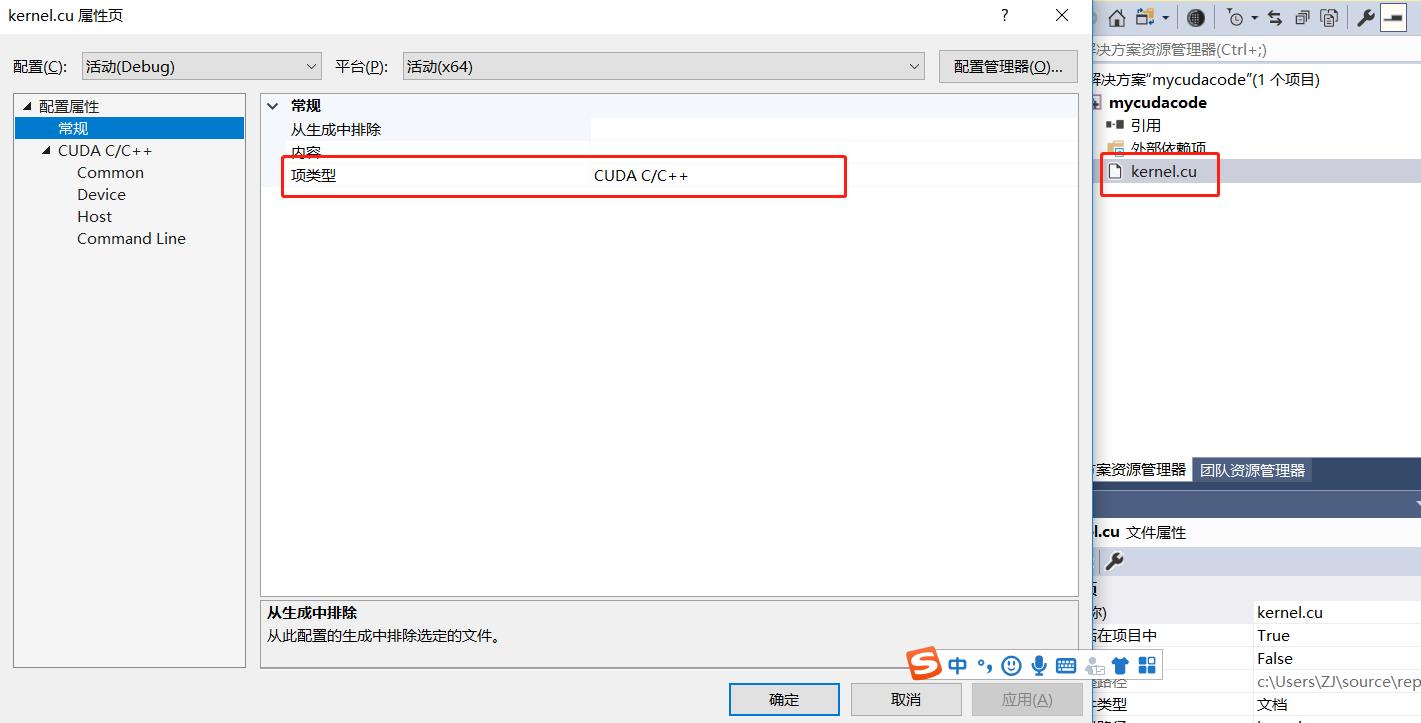 kernel.cu 属性页
?
配置(C):
活动(Debug)
平台(P):
活动(x64)
配置管理器(O)...
配置属性
常规
CUDA C/C++
Common
Device
Host
Command Line
常规
从生成中排除
内容
项类型
CUDA C/C++
从生成中排除
从此配置的生成中排除选定的文件。
确定
取消
应用(A)
S 中
解决方案资源管理器(Ctrl+;)
解决方案"mycudacode"(1 个项目)
mycudacode
引用
外部依赖项
kernel.cu
方案资源管理器
团队资源管理器
l.cu 文件属性
kernel.cu
在项目中
True
False
路径
c:\Users\ZJ\source\rep
类型
文档